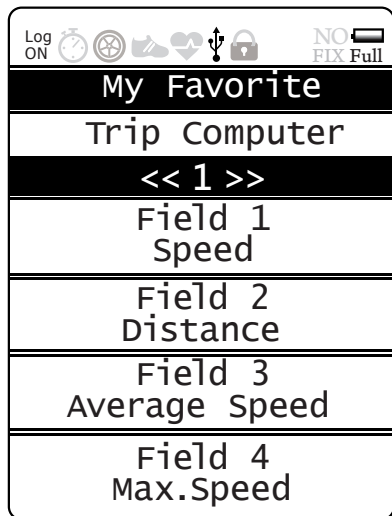 Log
ON
NO
FIX Full
My Favorite
Trip Computer
<< 1 >>
Field 1
Speed
Field 2
Distance
Field 3
Average Speed
Field 4
Max.Speed